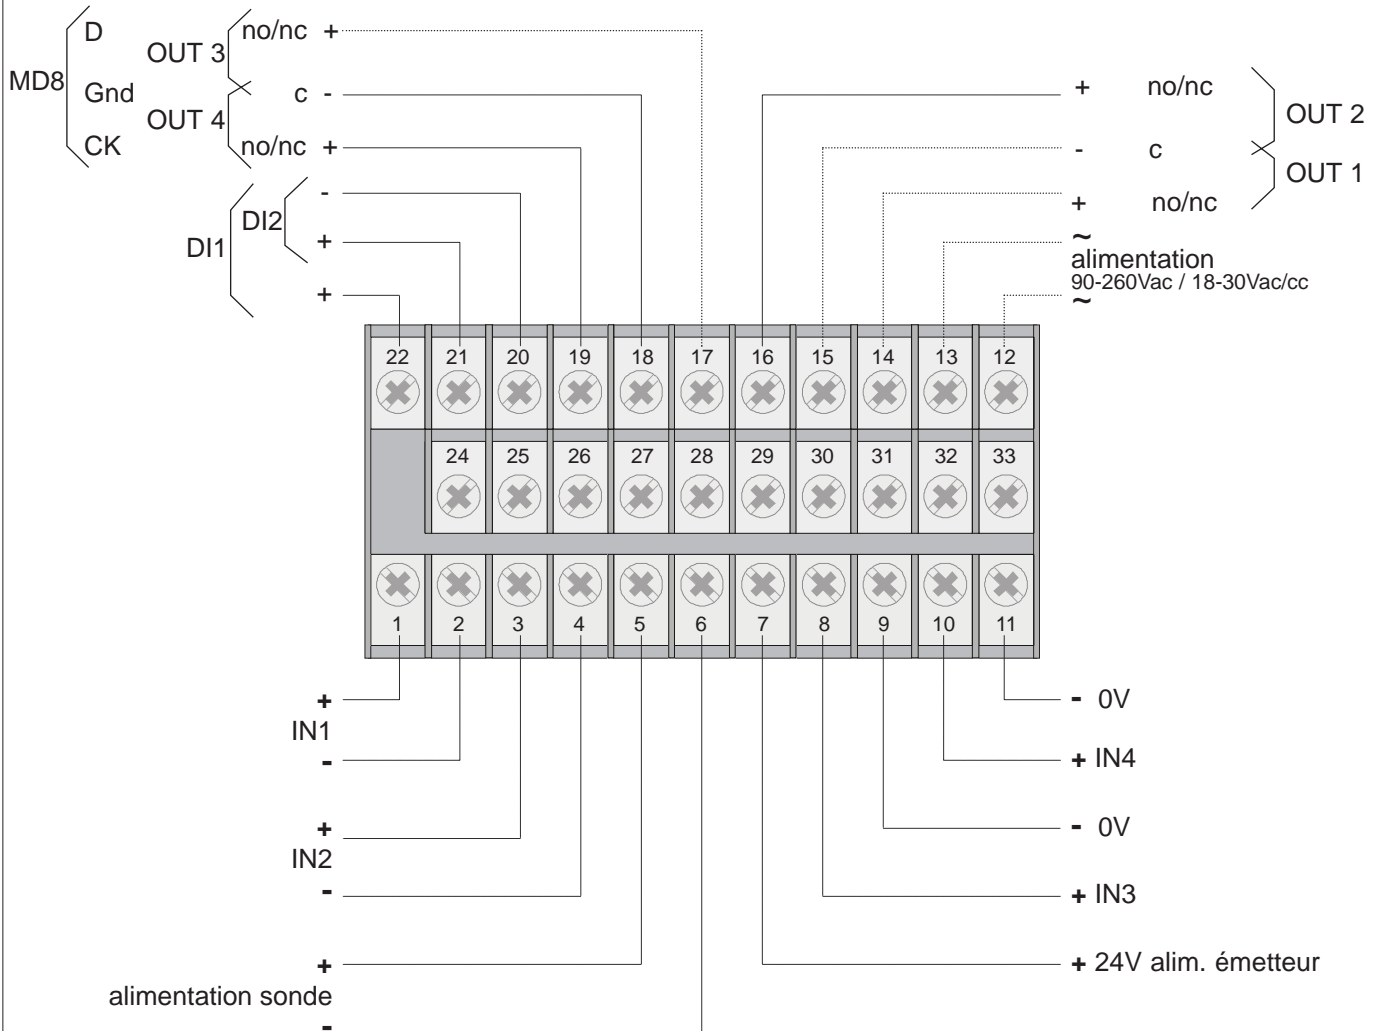 D
OUT 3
no/nc +
MD8
Gnd
c -
OUT 4
CK
no/nc +
-
DI2
DI1
+
+
+ no/nc
OUT 2
- c
OUT 1
+ no/nc
~
alimentation
90-260Vac / 18-30Vac/cc
~
22 21 20 19 18 17 16 15 14 13 12
24 25 26 27 28 29 30 31 32 33
1 2 3 4 5 6 7 8 9 10 11
+
IN1
-
+
IN2
-
+
alimentation sonde
-
- 0V
+ IN4
- 0V
+ IN3
+ 24V alim. émetteur